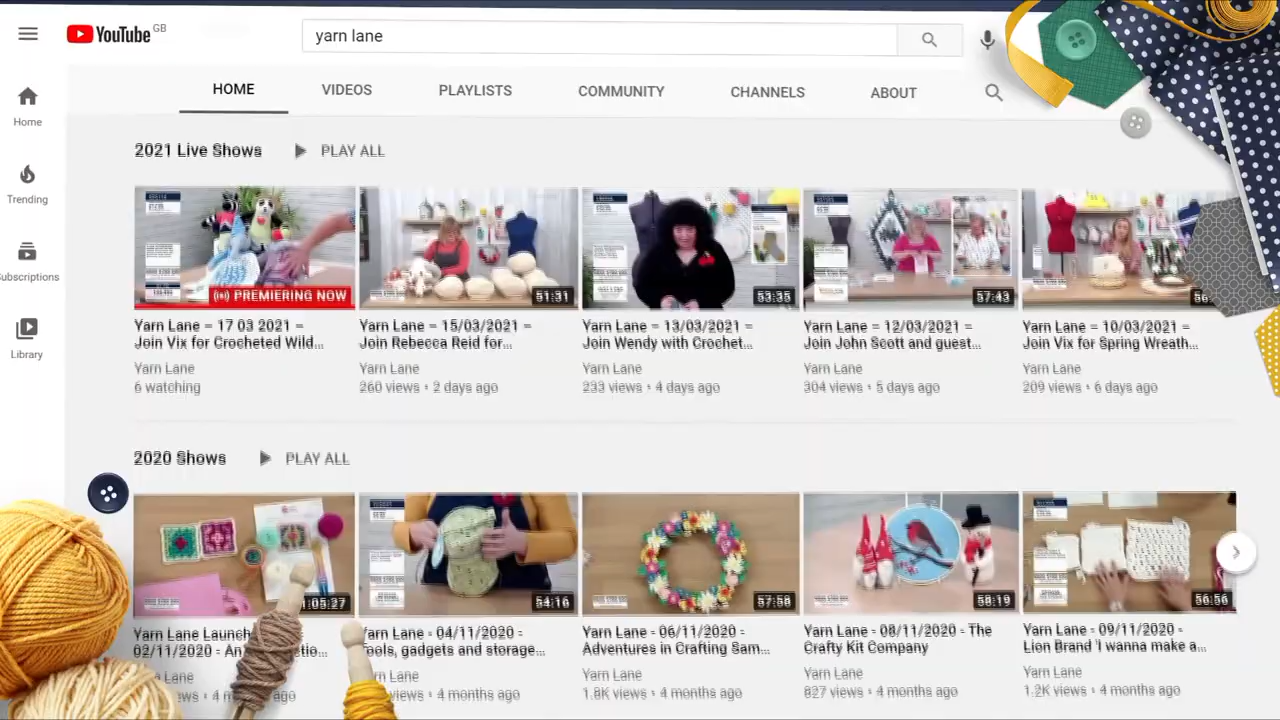 YouTube GB
yarn lane
HOME VIDEOS PLAYLISTS COMMUNITY CHANNELS ABOUT
Home
Trending
Subscriptions
Library
2021 Live Shows PLAY ALL
PREMIERING NOW 51:31 53:35 57:43
Yarn Lane - 17 03 2021 - Yarn Lane - 15/03/2021 - Yarn Lane - 13/03/2021 - Yarn Lane - 12/03/2021 - Yarn Lane - 10/03/2021 -
Join Vix for Crocheted Wild... Join Rebecca Reid for... Join Wendy with Crochet... Join John Scott and guest... Join Vix for Spring Wreath...
Yarn Lane Yarn Lane Yarn Lane Yarn Lane Yarn Lane
6 watching 260 views • 2 days ago 233 views • 4 days ago 304 views • 5 days ago 209 views • 6 days ago
2020 Shows PLAY ALL
1:05:27 54:16 57:58 58:19 56:56
Yarn Lane Launch Yarn Lane - 04/11/2020 - Yarn Lane - 06/11/2020 - Yarn Lane - 08/11/2020 - The Yarn Lane - 09/11/2020 -
02/11/2020 - Tools, gadgets and storage... Adventures in Crafting Sam... Crafty Kit Company Lion Brand 'I wanna make a...
Lane Lane Yarn Lane Yarn Lane Yarn Lane
views • 4 months ago 1.8K views • 4 months ago 827 views • 4 months ago 1.2K views • 4 months ago